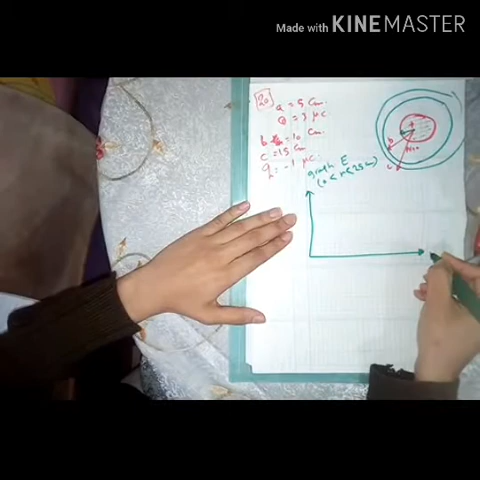 Made with KINEMASTER
20
a = 5 cm.
Q = 3 μC
b = 10 cm.
c = 15 cm
q = -1 μC.
graph E
(0 < r < 25 cm)